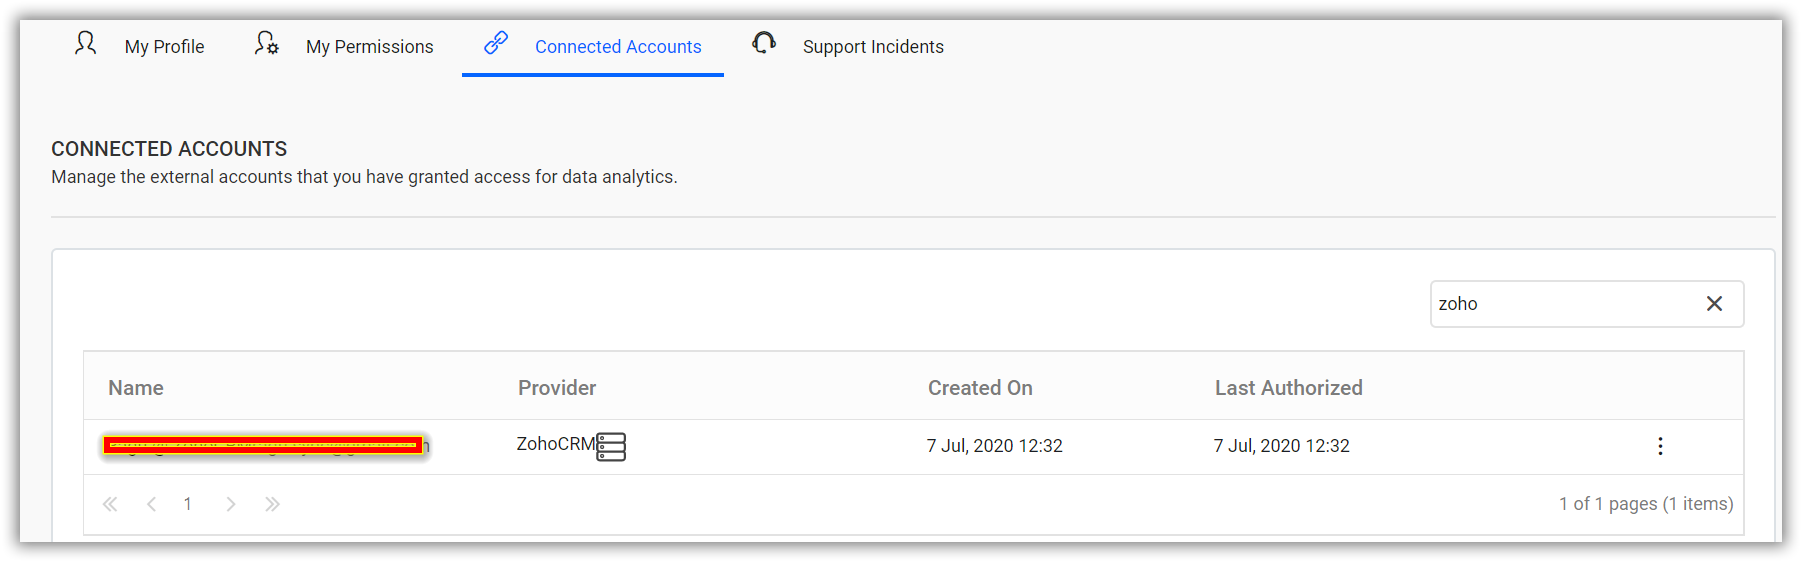 My Profile My Permissions Connected Accounts Support Incidents
CONNECTED ACCOUNTS
Manage the external accounts that you have granted access for data analytics.
zoho
Name Provider Created On Last Authorized
ZohoCRM 7 Jul, 2020 12:32 7 Jul, 2020 12:32
1 1 of 1 pages (1 items)